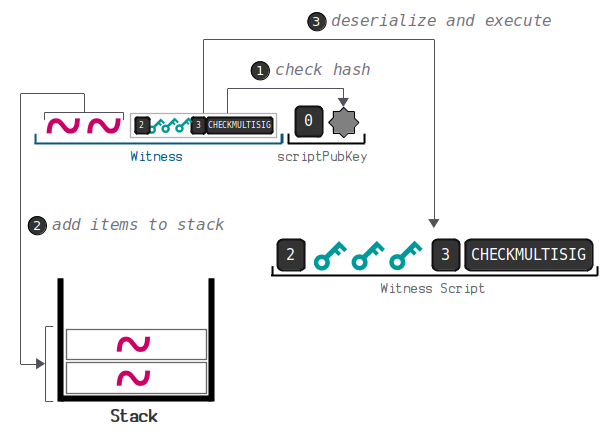 3 deserialize and execute
1 check hash
2 3 CHECKMULTISIG 0
Witness scriptPubKey
2 add items to stack
2 3 CHECKMULTISIG
Witness Script
Stack